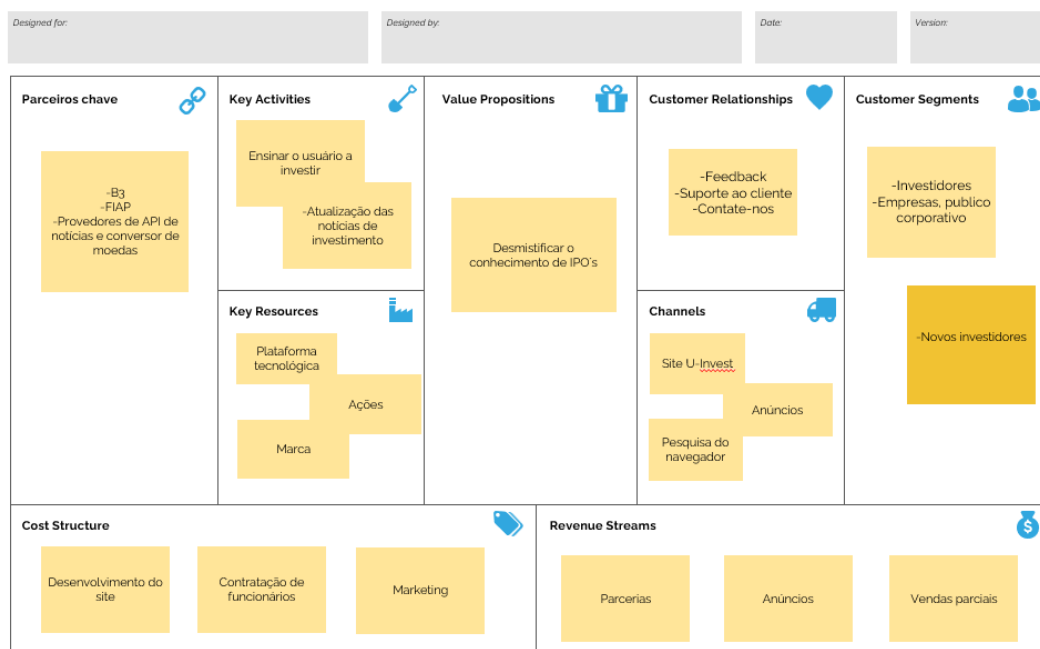 Designed for:
Designed by:
Date:
Version:
Parceiros chave
-B3
-FIAP
-Provedores de API de
notícias e conversor de
moedas
Key Activities
Ensinar o usuário a
investir
-Atualização das
notícias de
investimento
Key Resources
Plataforma
tecnológica
Ações
Marca
Value Propositions
Desmistificar o
conhecimento de IPO's
Customer Relationships
-Feedback
-Suporte ao cliente
-Contate-nos
Channels
Site U-Invest
Anúncios
Pesquisa do
navegador
Customer Segments
-Investidores
-Empresas, publico
corporativo
-Novos investidores
Cost Structure
Desenvolvimento do
site
Contratação de
funcionários
Marketing
Revenue Streams
Parcerias
Anúncios
Vendas parciais